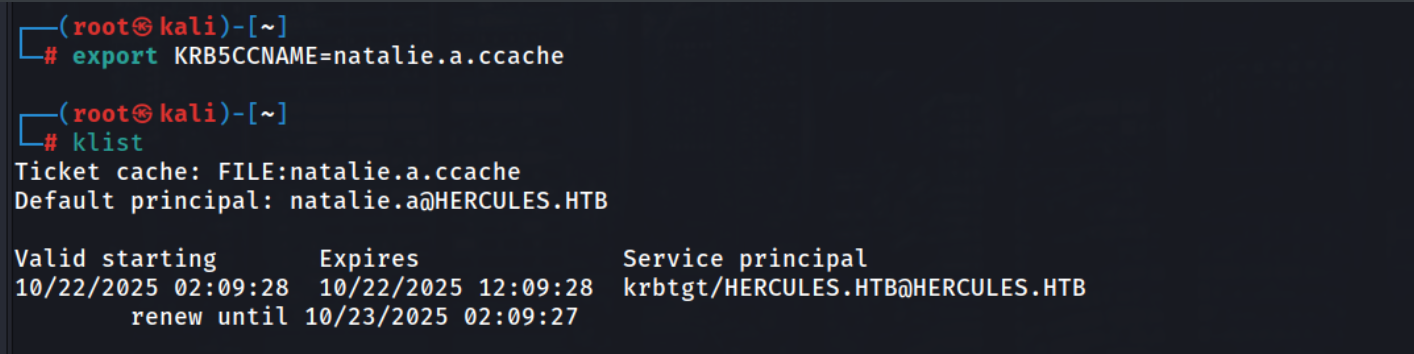 ┌──(root㉿kali)-[~]
└─# export KRB5CCNAME=natalie.a.ccache
┌──(root㉿kali)-[~]
└─# klist
Ticket cache: FILE:natalie.a.ccache
Default principal: natalie.a@HERCULES.HTB
Valid starting       Expires              Service principal
10/22/2025 02:09:28  10/22/2025 12:09:28  krbtgt/HERCULES.HTB@HERCULES.HTB
        renew until 10/23/2025 02:09:27